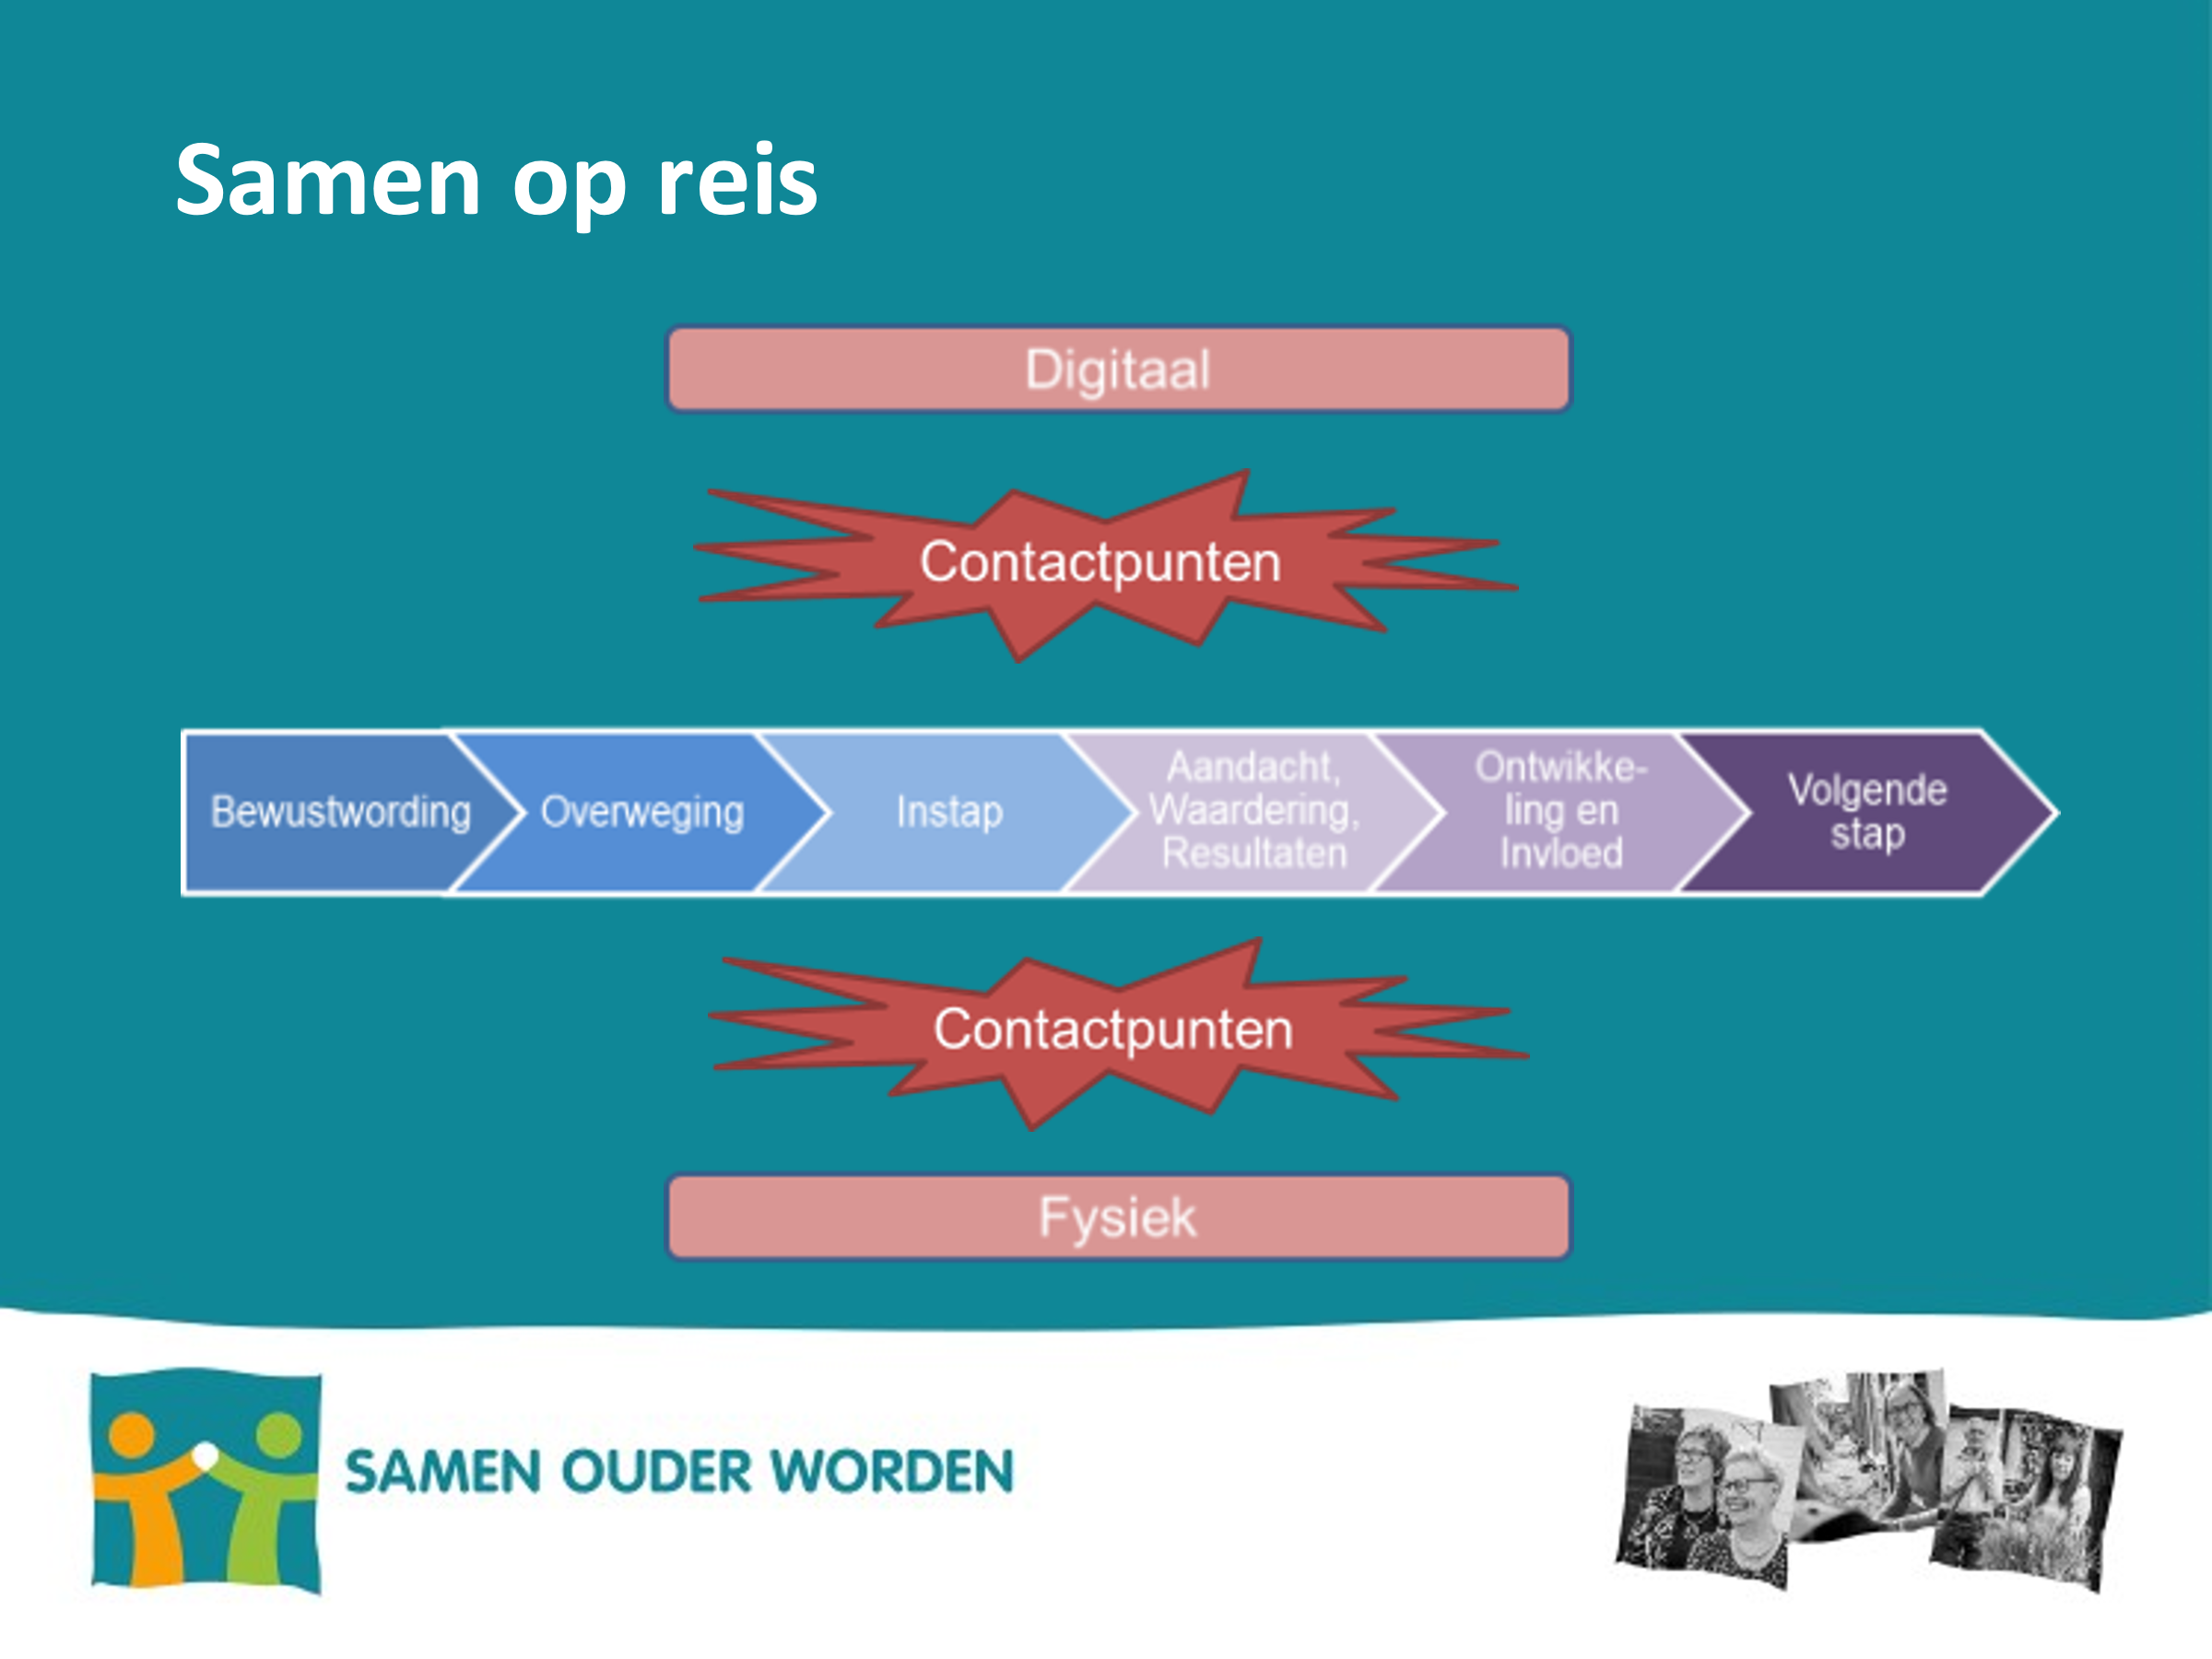 Samen op reis
Digitaal
Contactpunten
Bewustwording
Overweging
Instap
Aandacht,
Waardering,
Resultaten
Ontwikke-
ling en
Invloed
Volgende
stap
Contactpunten
Fysiek
SAMEN OUDER WORDEN